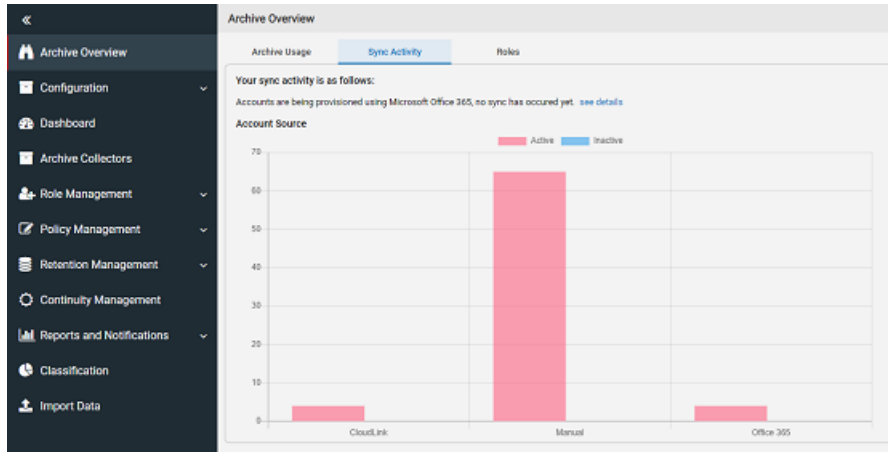 «
Archive Overview
Configuration
Dashboard
Archive Collectors
Role Management
Policy Management
Retention Management
Continuity Management
Reports and Notifications
Classification
Import Data
Archive Overview
Archive Usage Sync Activity Roles
Your sync activity is as follows:
Accounts are being provisioned using Microsoft Office 365, no sync has occured yet. see details
Account Source
Active Inactive
70
60
50
40
30
20
10
0
CloudLink Manual Office 365